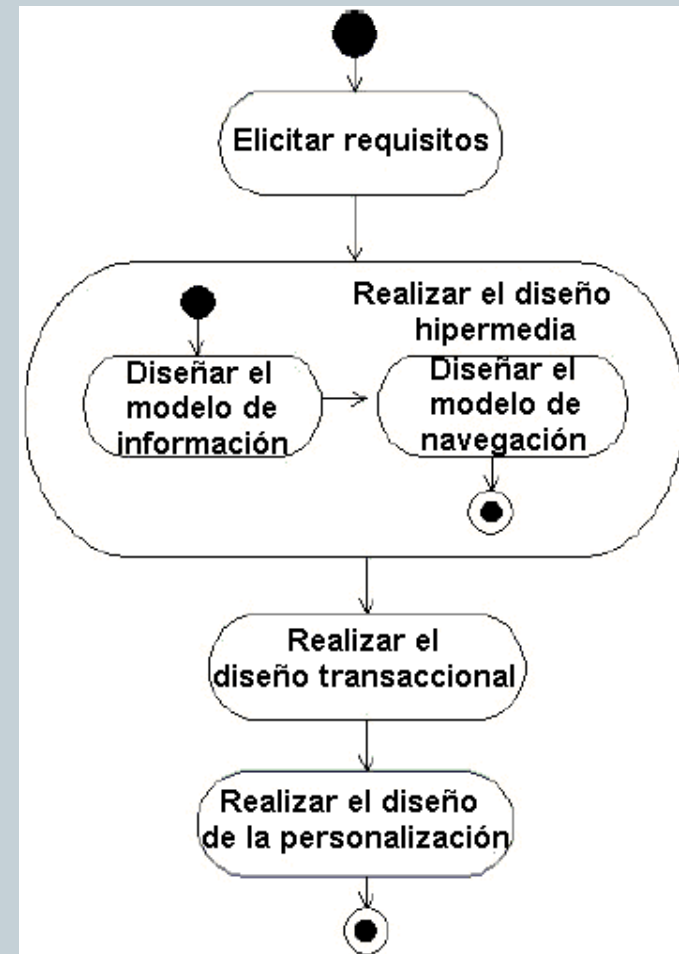 Elicitar requisitos
Realizar el diseño
hipermedia
Diseñar el
modelo de
información
Diseñar el
modelo de
navegación
Realizar el
diseño transaccional
Realizar el diseño
de la personalización